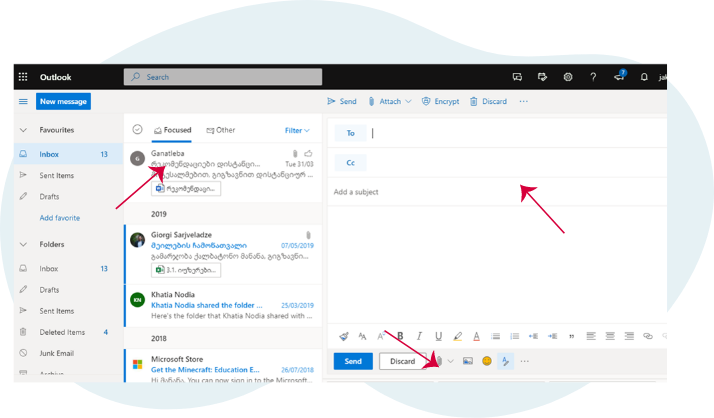 Outlook
Search
7
jak
New message
Send
Attach
Encrypt
Discard
Favourites
Inbox 13
Sent Items
Drafts
Add favorite
Folders
Inbox 13
Drafts
Sent Items
Deleted Items 4
Junk Email
Archive
Focused
Other
Filter
G
Ganatleba
რეკომენდაციები დისტანცი...
Tue 31/03
გიგზავნით დისტანციურ ...
რეკომენდაცი...
2019
Giorgi Sarjveladze
მეილების ჩამონათვალი
07/05/2019
გამარჯობა ქალბატონო მანანა, გიგზავნი...
3.1. იუზერები...
KN
Khatia Nodia
Khatia Nodia shared the folder ...
25/03/2019
Here's the folder that Khatia Nodia shared with ...
2018
Microsoft Store
Get the Minecraft: Education E...
26/07/2018
Hi მანანა, You can now sign in to the Microsoft
To
Cc
Add a subject
B I U A
Send
Discard